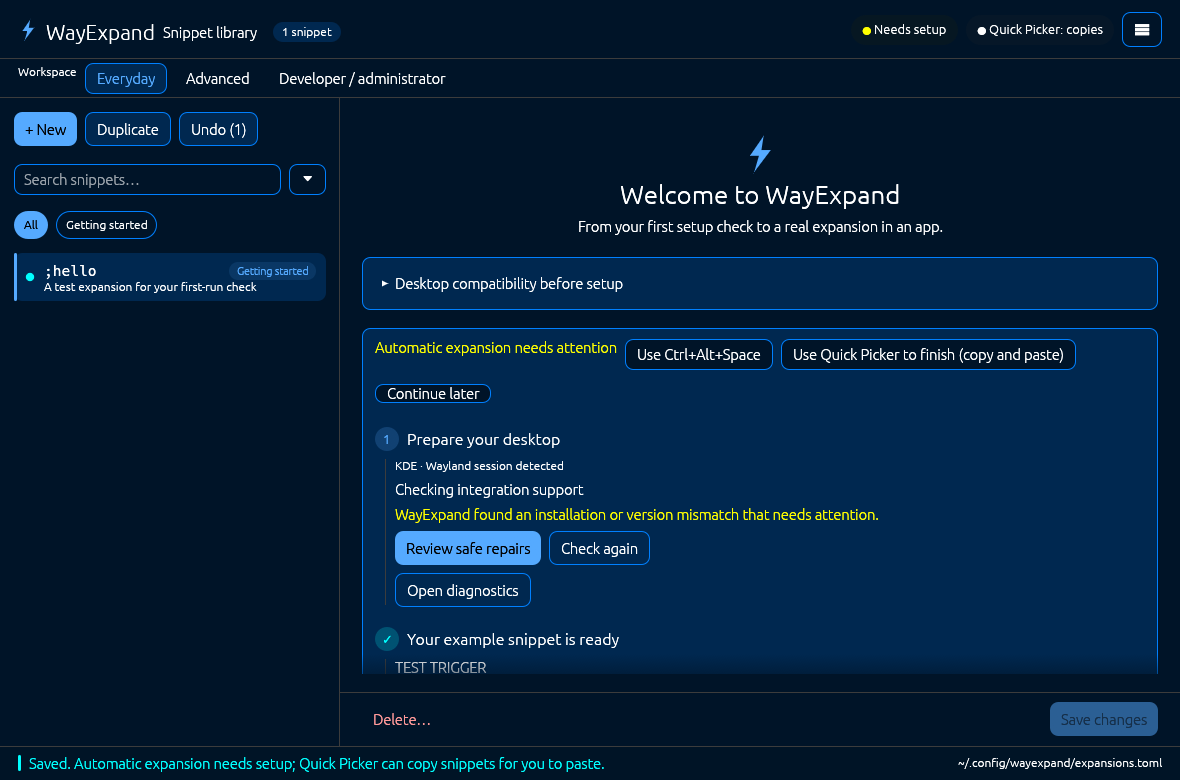 WayExpand Snippet library 1 snippet
Needs setup
Quick Picker: copies
Workspace Everyday Advanced Developer / administrator
+ New Duplicate Undo (1)
Search snippets…
All Getting started
;hello Getting started
A test expansion for your first-run check
Welcome to WayExpand
From your first setup check to a real expansion in an app.
▸ Desktop compatibility before setup
Automatic expansion needs attention Use Ctrl+Alt+Space Use Quick Picker to finish (copy and paste)
Continue later
1 Prepare your desktop
KDE · Wayland session detected
Checking integration support
WayExpand found an installation or version mismatch that needs attention.
Review safe repairs Check again
Open diagnostics
✓ Your example snippet is ready
TEST TRIGGER
Delete… Save changes
Saved. Automatic expansion needs setup; Quick Picker can copy snippets for you to paste.
~/.config/wayexpand/expansions.toml